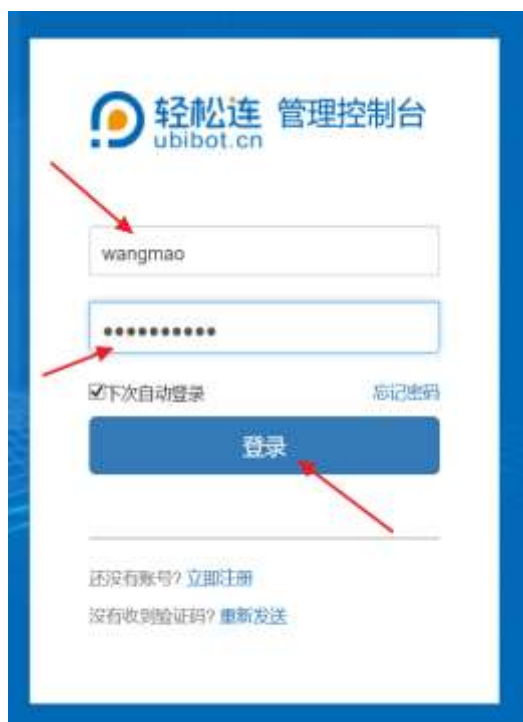 轻松连 管理控制台
ubibot.cn
wangmao
••••••••••
下次自动登录 忘记密码
登录
还没有账号? 立即注册
没有收到验证码? 重新发送